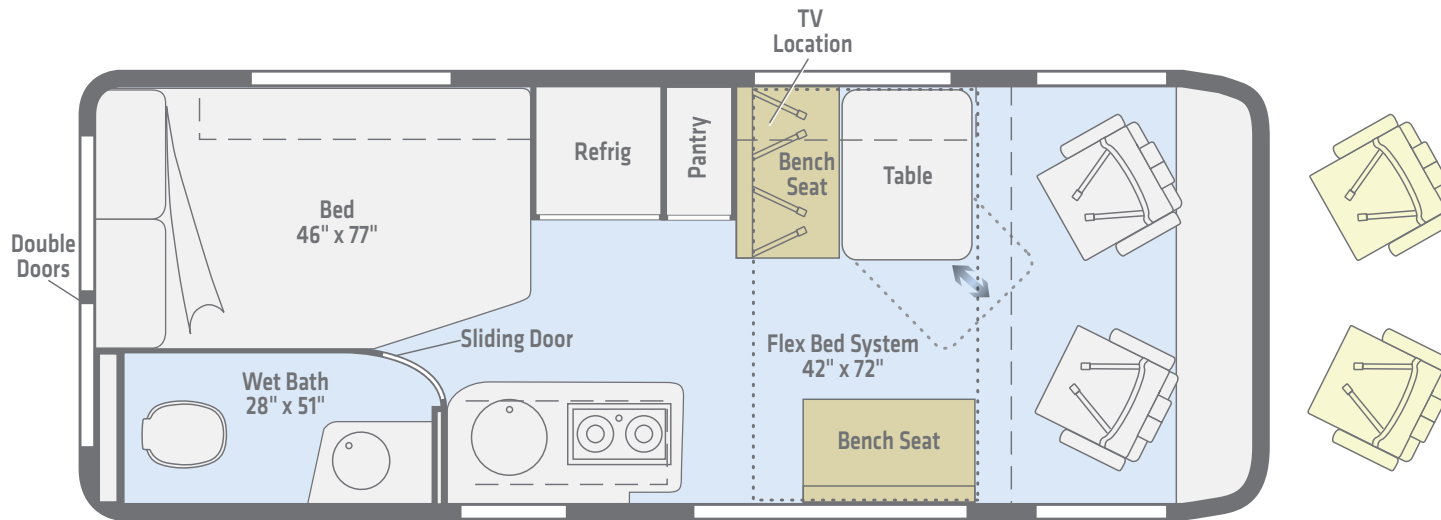 TV
Location
Refrig
Pantry
Bench
Seat
Table
Bed
46" x 77"
Double
Doors
Sliding Door
Flex Bed System
42" x 72"
Wet Bath
28" x 51"
Bench Seat